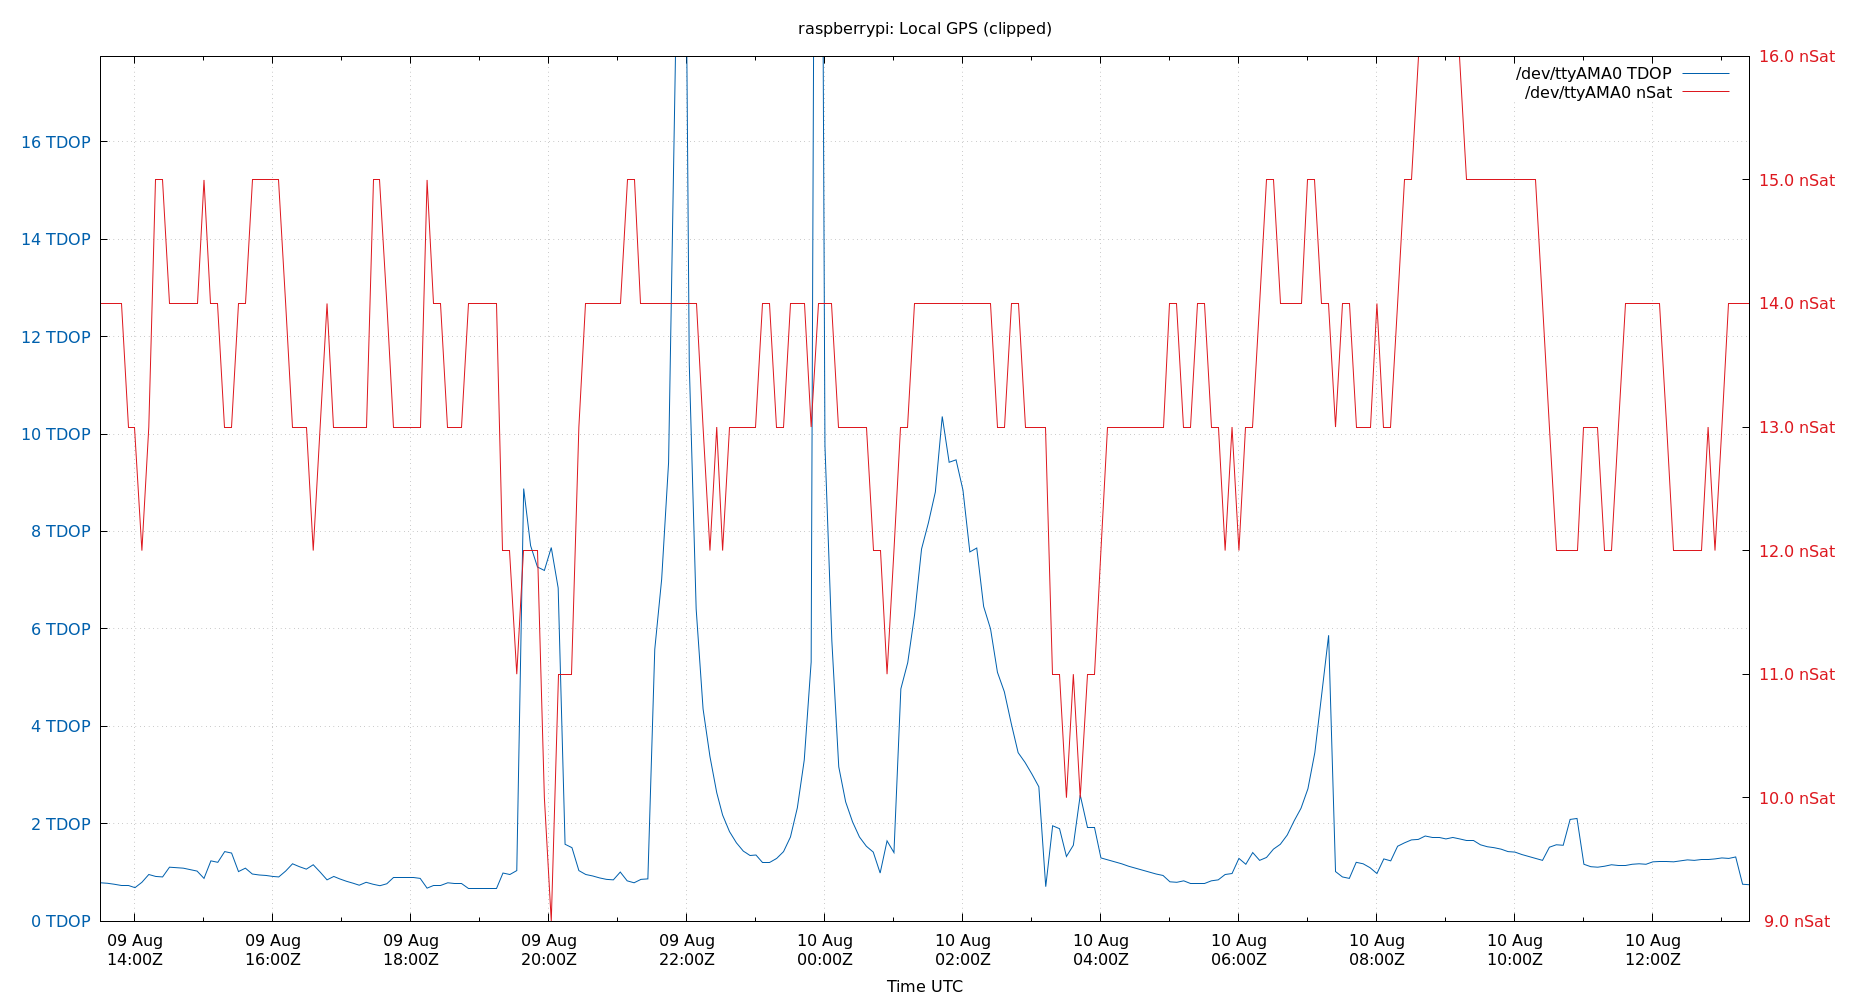 raspberrypi: Local GPS (clipped)
/dev/ttyAMA0 TDOP
/dev/ttyAMA0 nSat
16 TDOP
14 TDOP
12 TDOP
10 TDOP
8 TDOP
6 TDOP
4 TDOP
2 TDOP
0 TDOP
16.0 nSat
15.0 nSat
14.0 nSat
13.0 nSat
12.0 nSat
11.0 nSat
10.0 nSat
9.0 nSat
09 Aug
14:00Z
09 Aug
16:00Z
09 Aug
18:00Z
09 Aug
20:00Z
09 Aug
22:00Z
10 Aug
00:00Z
10 Aug
02:00Z
10 Aug
04:00Z
10 Aug
06:00Z
10 Aug
08:00Z
10 Aug
10:00Z
10 Aug
12:00Z
Time UTC